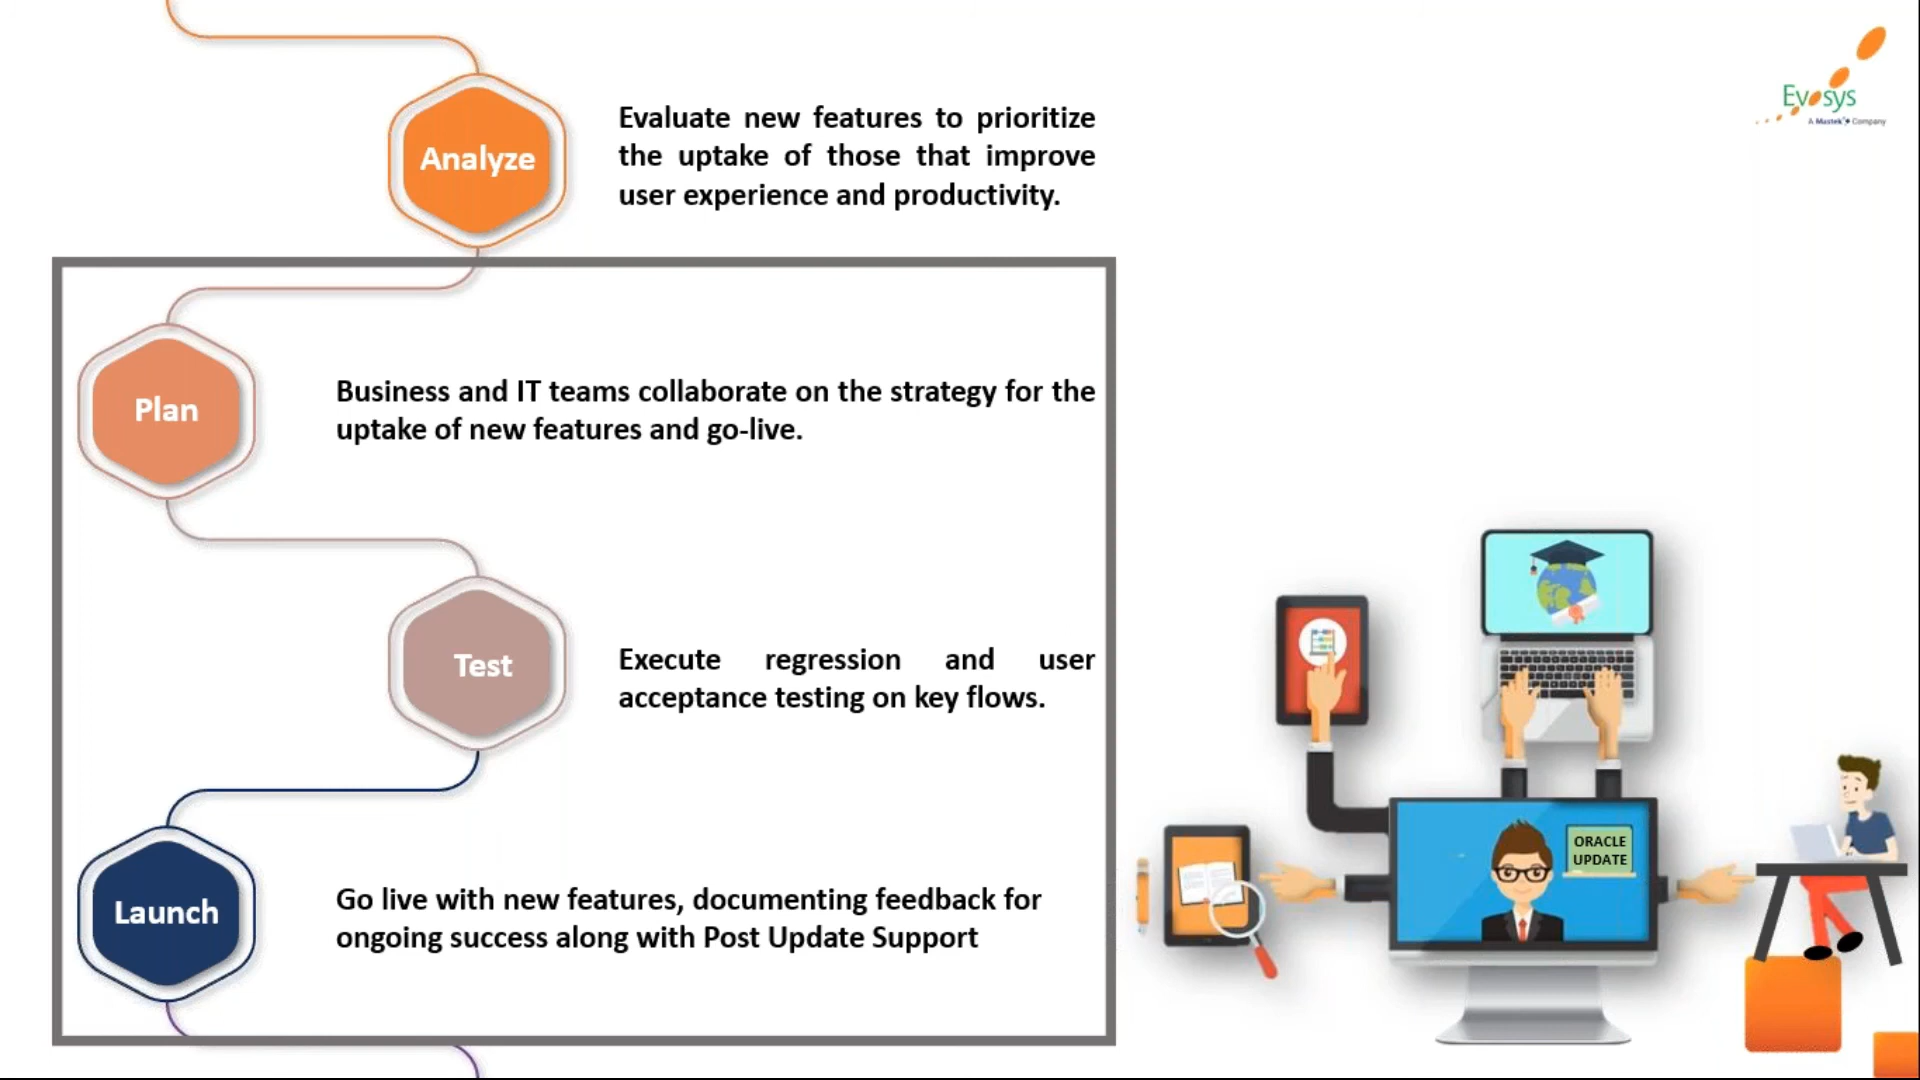 Evosys
A Mastek Company
Analyze
Evaluate new features to prioritize
the uptake of those that improve
user experience and productivity.
Plan
Business and IT teams collaborate on the strategy for the
uptake of new features and go-live.
Test
Execute regression and user
acceptance testing on key flows.
Launch
Go live with new features, documenting feedback for
ongoing success along with Post Update Support
ORACLE
UPDATE